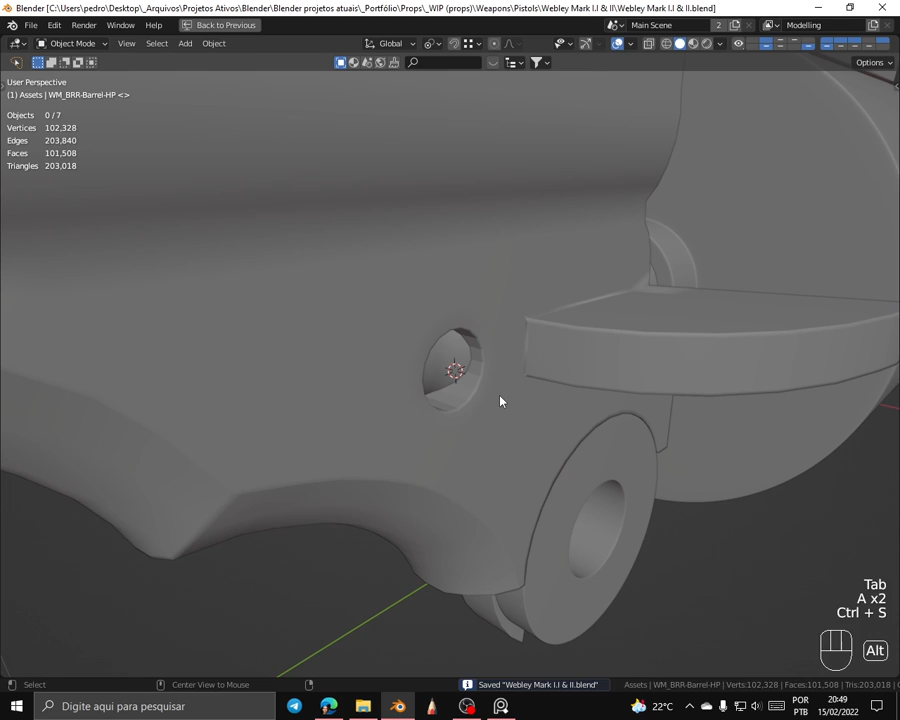 Blender [C:\Users\pedro\Desktop\_Arquivos\Projetos Ativos\Blender\Blender projetos atuais\_Portfólio\Props\_WIP (props)\Weapons\Pistols\Webley Mark I.I & II\Webley Mark I.I & II.blend]
File Edit Render Window Help Back to Previous Main Scene 2 Modelling
Object Mode View Select Add Object Global
Options
User Perspective
(1) Assets | WM_BRR-Barrel-HP <>
Objects 0 / 7
Vertices 102,328
Edges 203,840
Faces 101,508
Triangles 203,018
Tab
A x2
Ctrl + S
Alt
Select Center View to Mouse Saved "Webley Mark I.I & II.blend" Assets | WM_BRR-Barrel-HP | Verts:102,328 | Faces:101,508 | Tris:203,018 |
Digite aqui para pesquisar 22°C POR PTB 20:49 15/02/2022